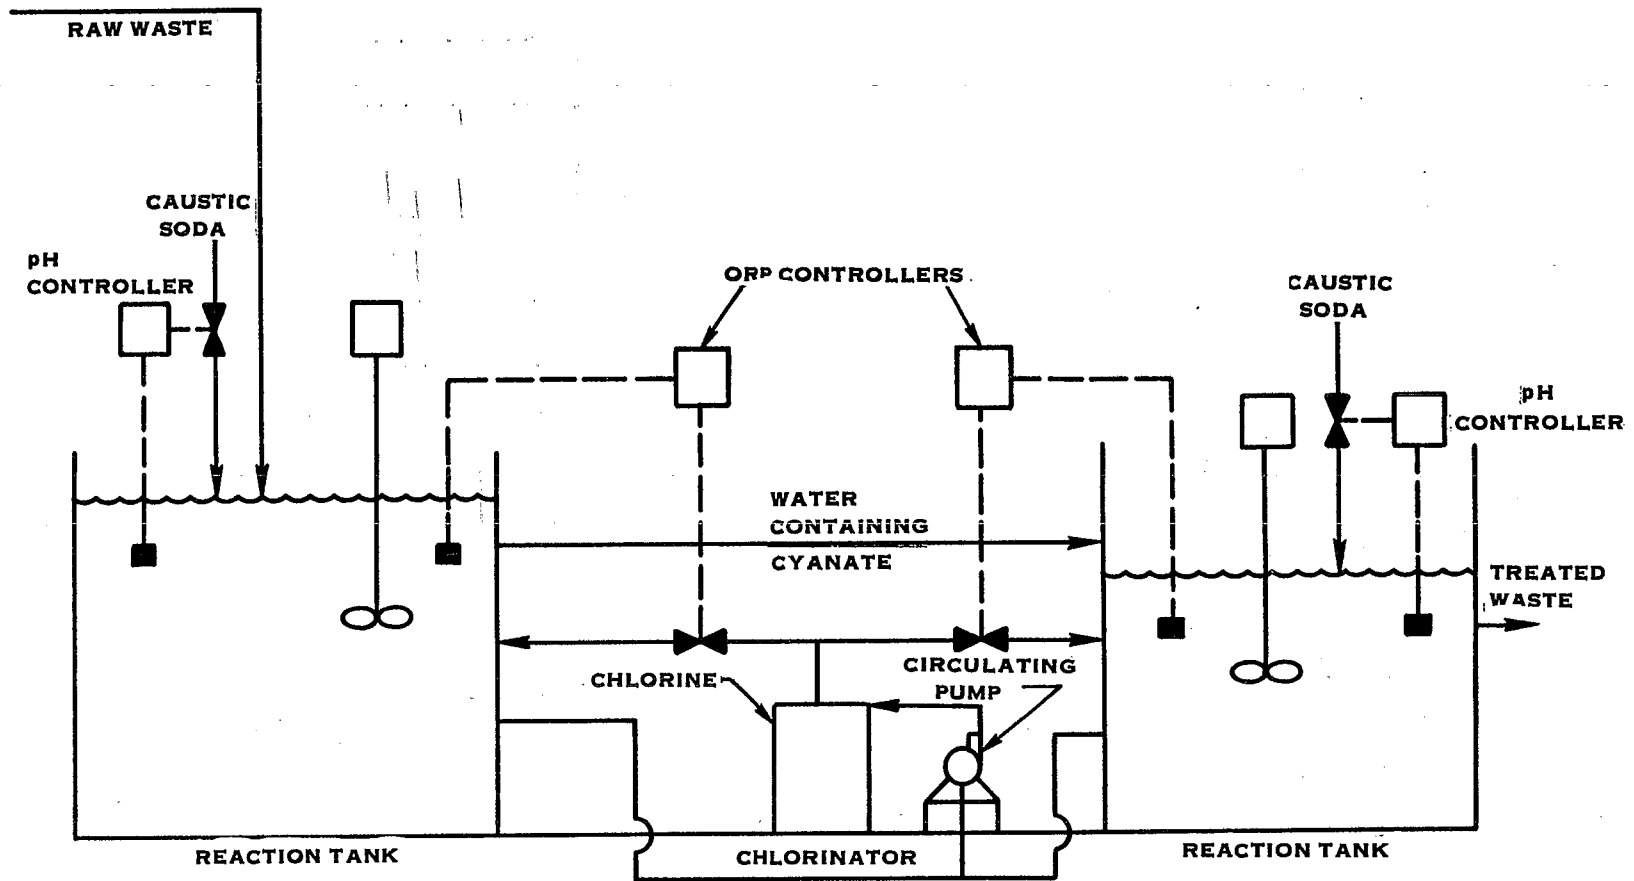 RAW WASTE
CAUSTIC
SODA
pH
CONTROLLER
ORP CONTROLLERS
CAUSTIC
SODA
pH
CONTROLLER
WATER
CONTAINING
CYANATE
TREATED
WASTE
CHLORINE
CIRCULATING
PUMP
REACTION TANK
CHLORINATOR
REACTION TANK